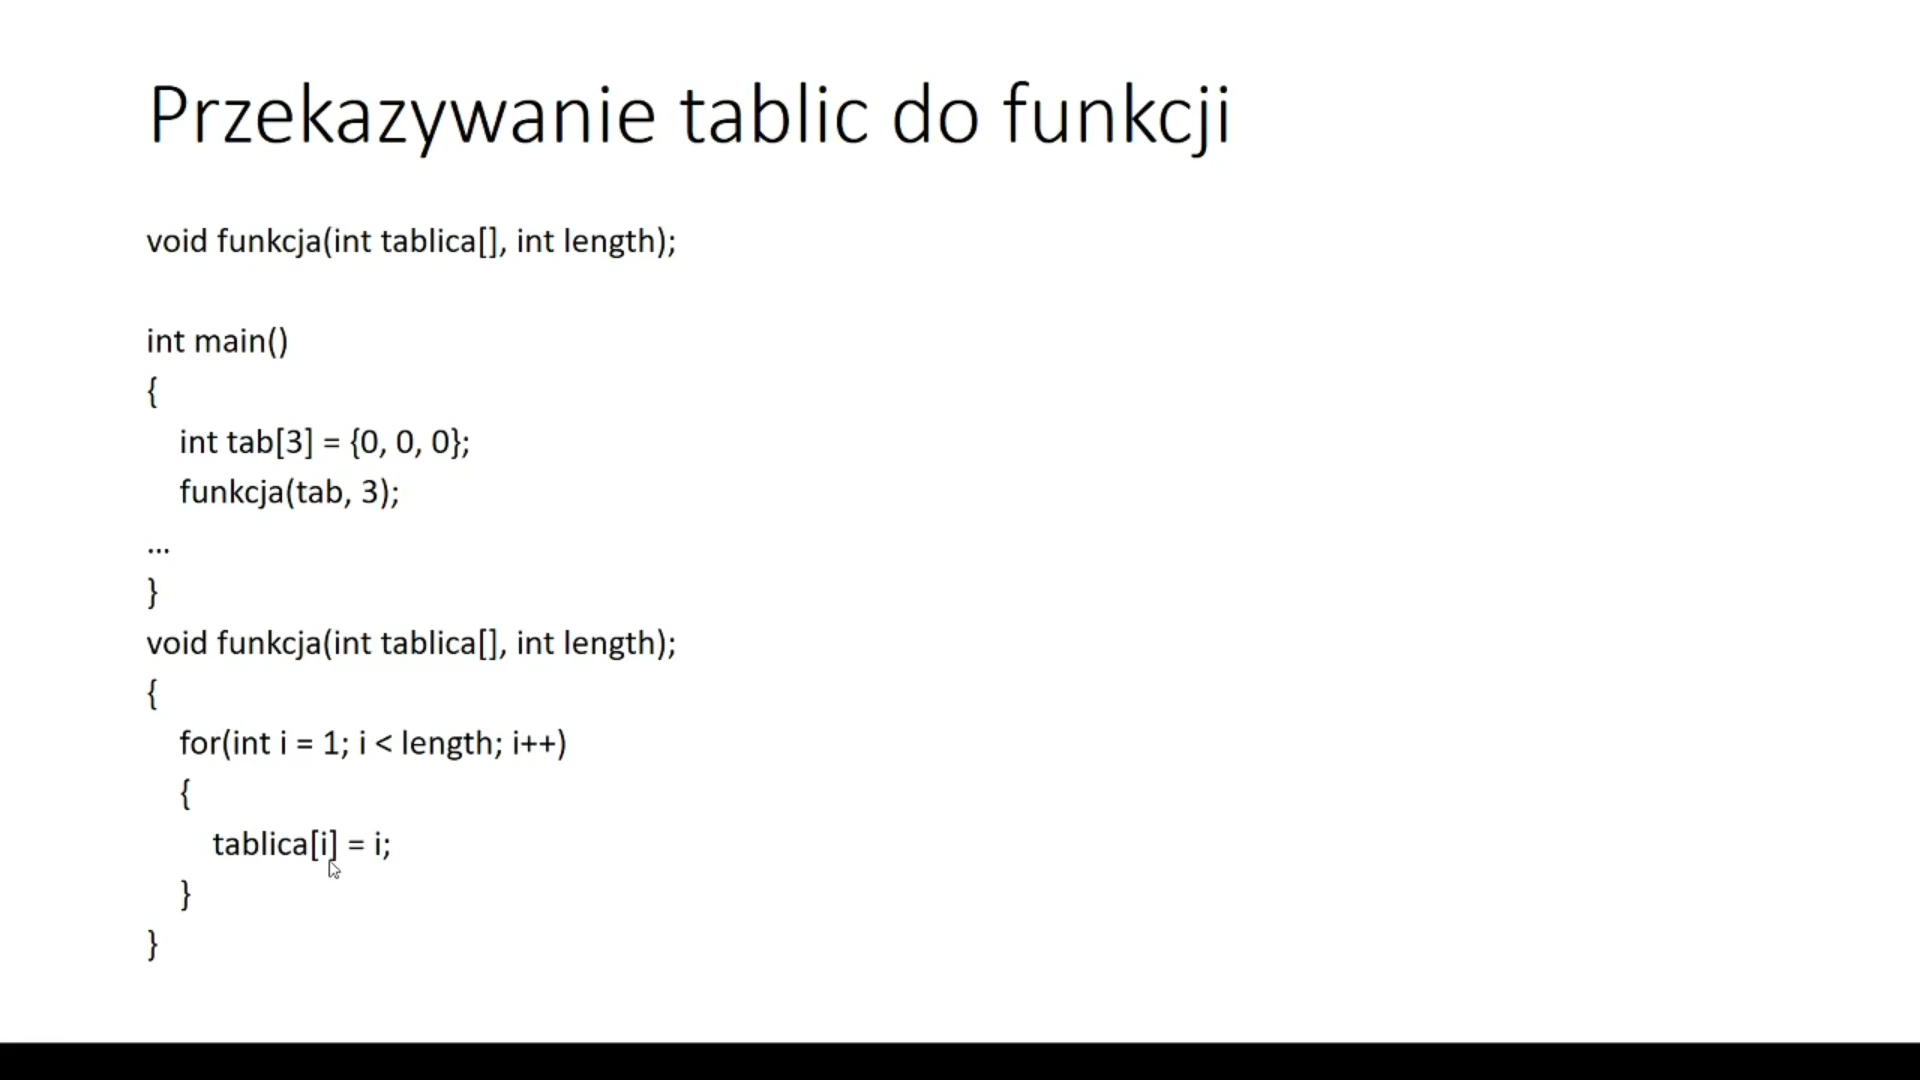 Przekazywanie tablic do funkcji
void funkcja(int tablica[], int length);
int main()
{
int tab[3] = {0, 0, 0};
funkcja(tab, 3);
...
}
void funkcja(int tablica[], int length);
{
for(int i = 1; i < length; i++)
{
tablica[i] = i;
}
}